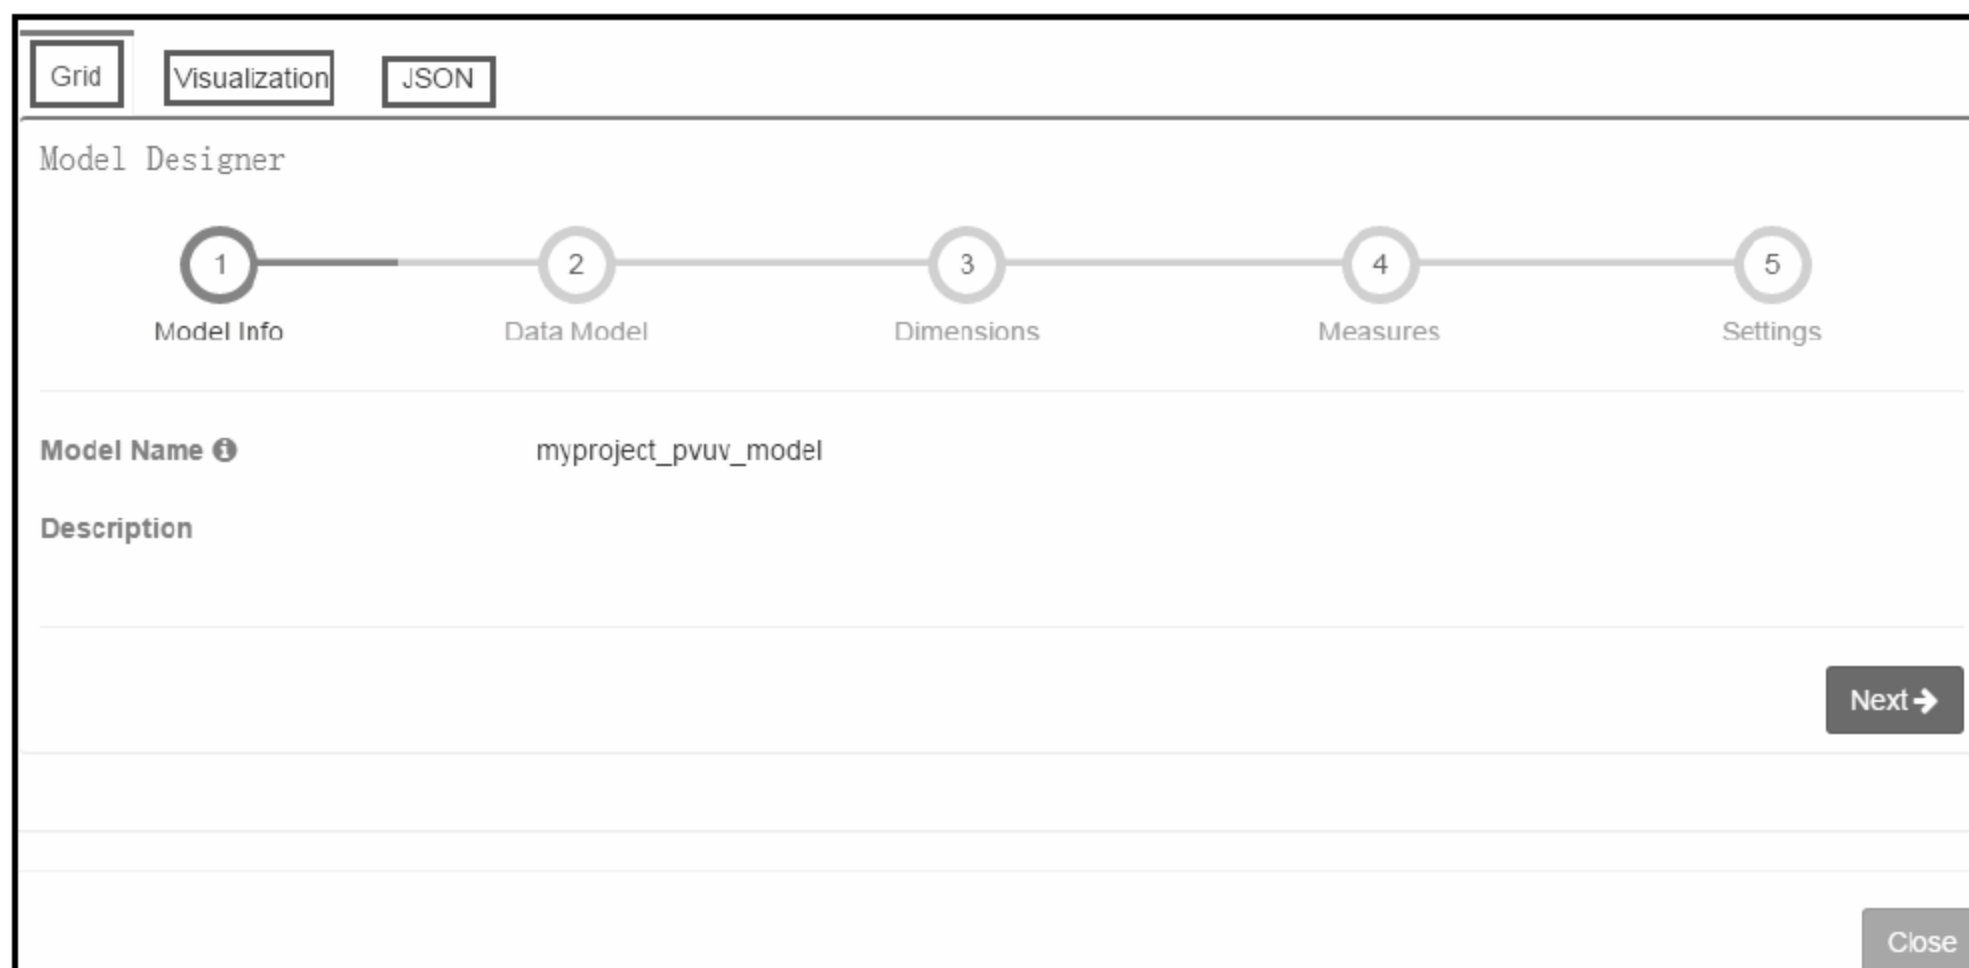 Grid Visualization JSON
Model Designer
1 2 3 4 5
Model Info Data Model Dimensions Measures Settings
Model Name myproject_pvuv_model
Description
Next
Close